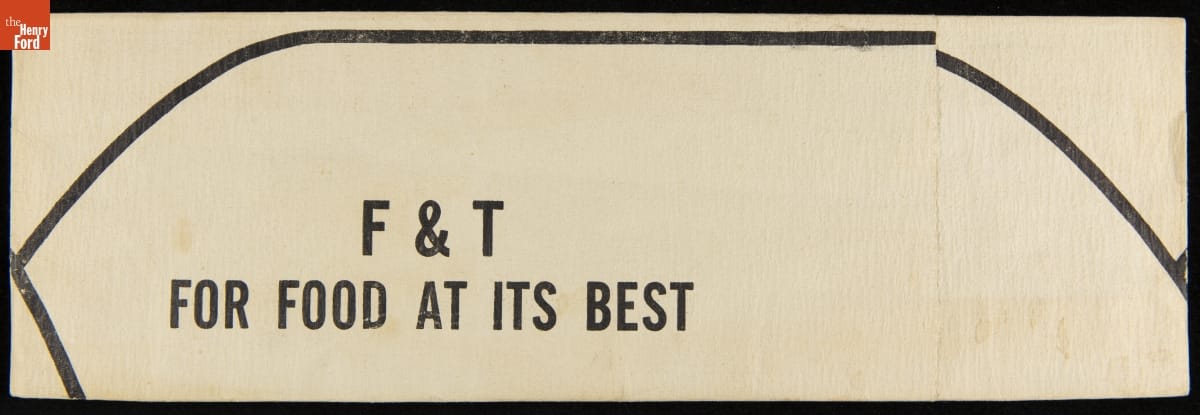 the
Henry
Ford
F & T
FOR FOOD AT ITS BEST